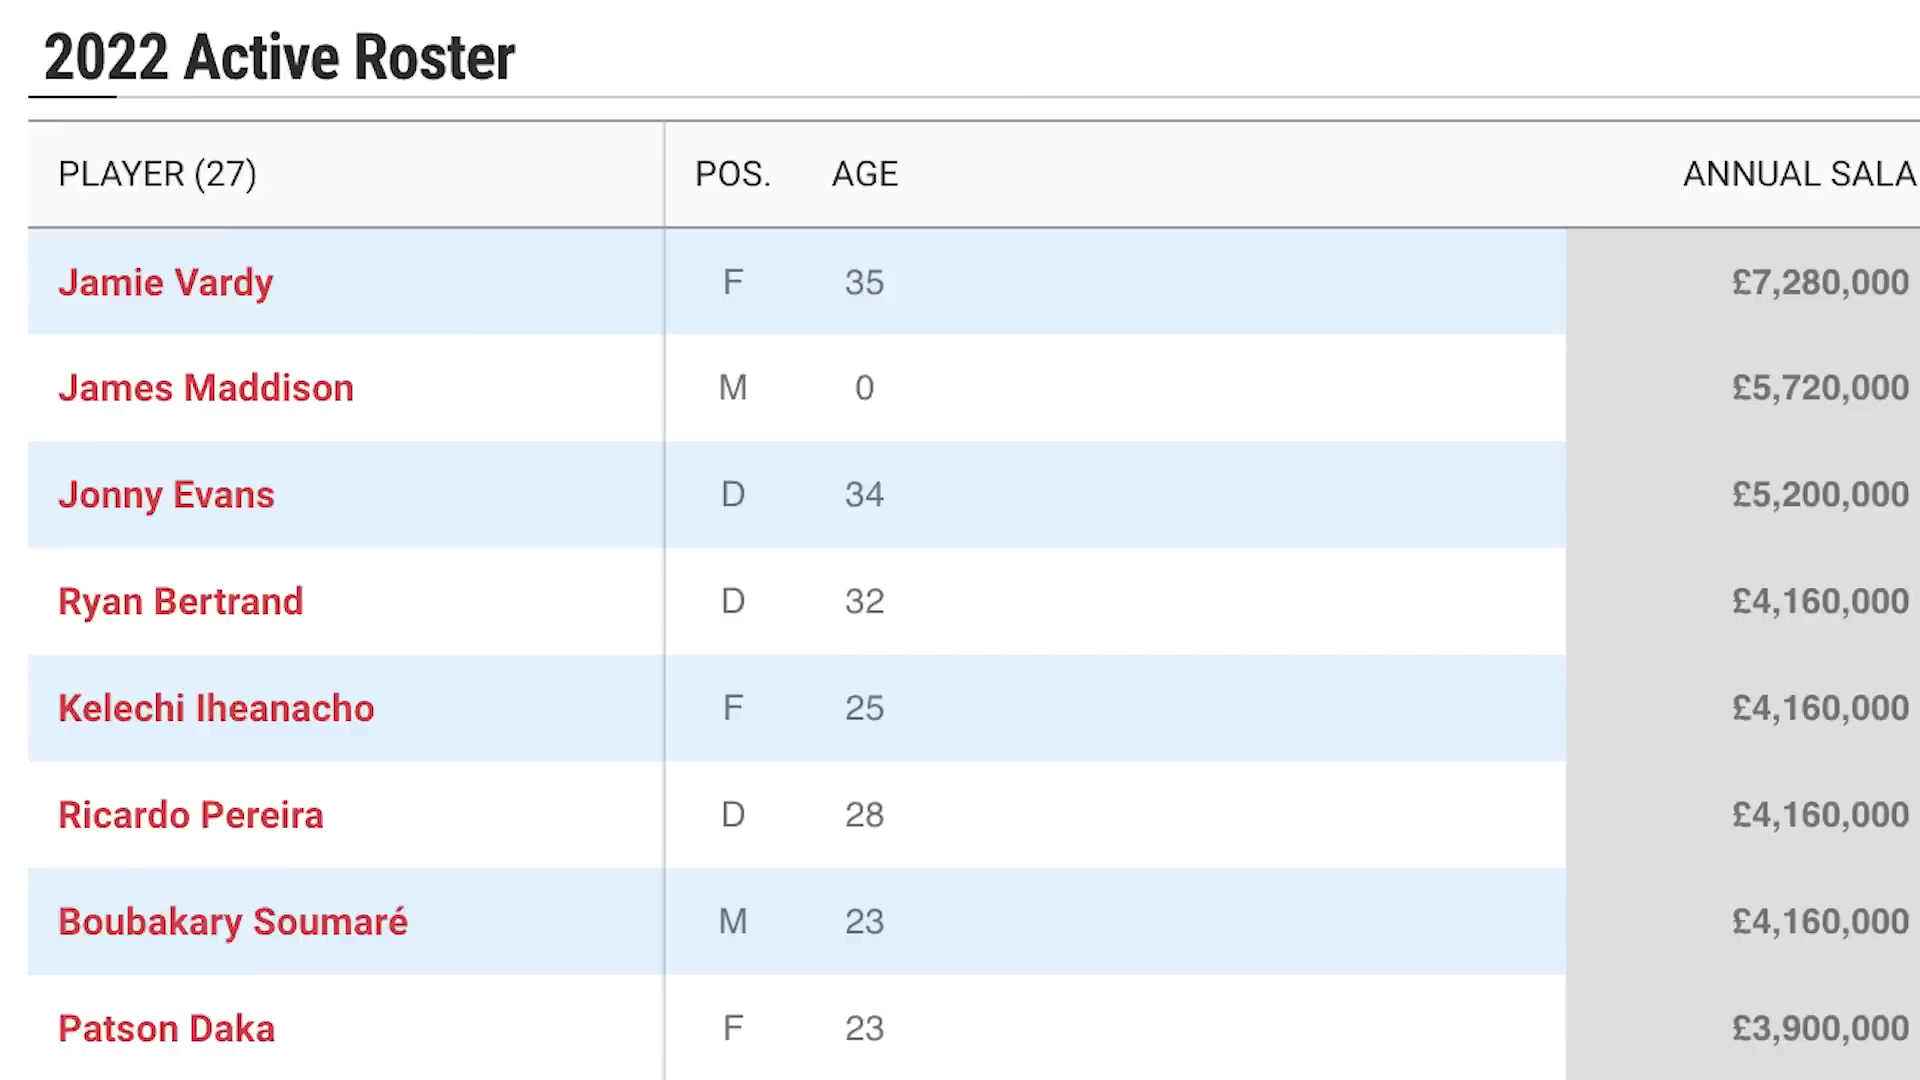 2022 Active Roster
PLAYER (27) POS. AGE ANNUAL SALA
Jamie Vardy F 35 £7,280,000
James Maddison M 0 £5,720,000
Jonny Evans D 34 £5,200,000
Ryan Bertrand D 32 £4,160,000
Kelechi Iheanacho F 25 £4,160,000
Ricardo Pereira D 28 £4,160,000
Boubakary Soumaré M 23 £4,160,000
Patson Daka F 23 £3,900,000